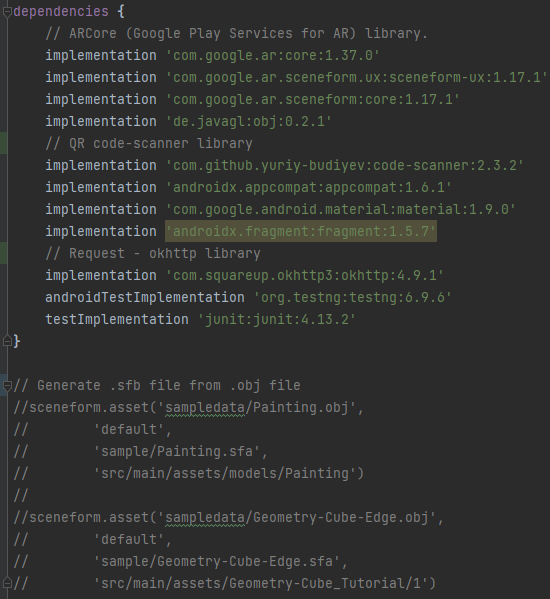 dependencies {
    // ARCore (Google Play Services for AR) library.
    implementation 'com.google.ar:core:1.37.0'
    implementation 'com.google.ar.sceneform.ux:sceneform-ux:1.17.1'
    implementation 'com.google.ar.sceneform:core:1.17.1'
    implementation 'de.javagl:obj:0.2.1'
    // QR code-scanner library
    implementation 'com.github.yuriy-budiyev:code-scanner:2.3.2'
    implementation 'androidx.appcompat:appcompat:1.6.1'
    implementation 'com.google.android.material:material:1.9.0'
    implementation 'androidx.fragment:fragment:1.5.7'
    // Request - okhttp library
    implementation 'com.squareup.okhttp3:okhttp:4.9.1'
    androidTestImplementation 'org.testng:testng:6.9.6'
    testImplementation 'junit:junit:4.13.2'
}

// Generate .sfb file from .obj file
//sceneform.asset('sampledata/Painting.obj',
//        'default',
//        'sample/Painting.sfa',
//        'src/main/assets/models/Painting')
//
//sceneform.asset('sampledata/Geometry-Cube-Edge.obj',
//        'default',
//        'sample/Geometry-Cube-Edge.sfa',
//        'src/main/assets/Geometry-Cube_Tutorial/1')